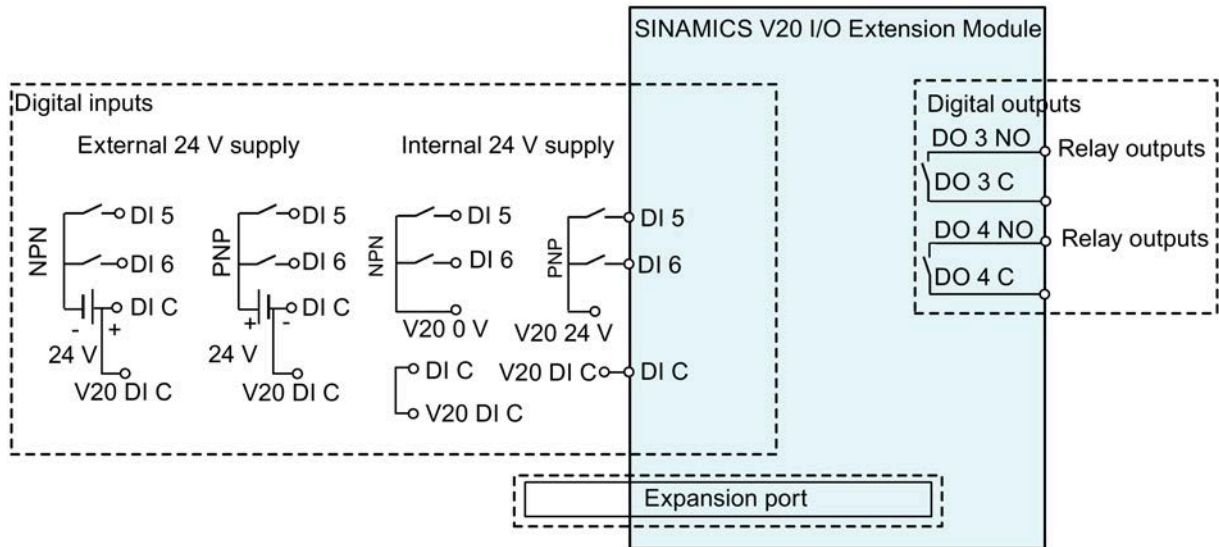 SINAMICS V20 I/O Extension Module
Digital inputs
External 24 V supply
Internal 24 V supply
NPN
DI 5
DI 6
DI C
- +
24 V
V20 DI C
PNP
DI 5
DI 6
DI C
+ -
24 V
V20 DI C
NPN
DI 5
DI 6
V20 0 V
DI C
V20 DI C
PNP
DI 5
DI 6
V20 24 V
V20 DI C
DI C
Digital outputs
DO 3 NO
Relay outputs
DO 3 C
DO 4 NO
Relay outputs
DO 4 C
Expansion port